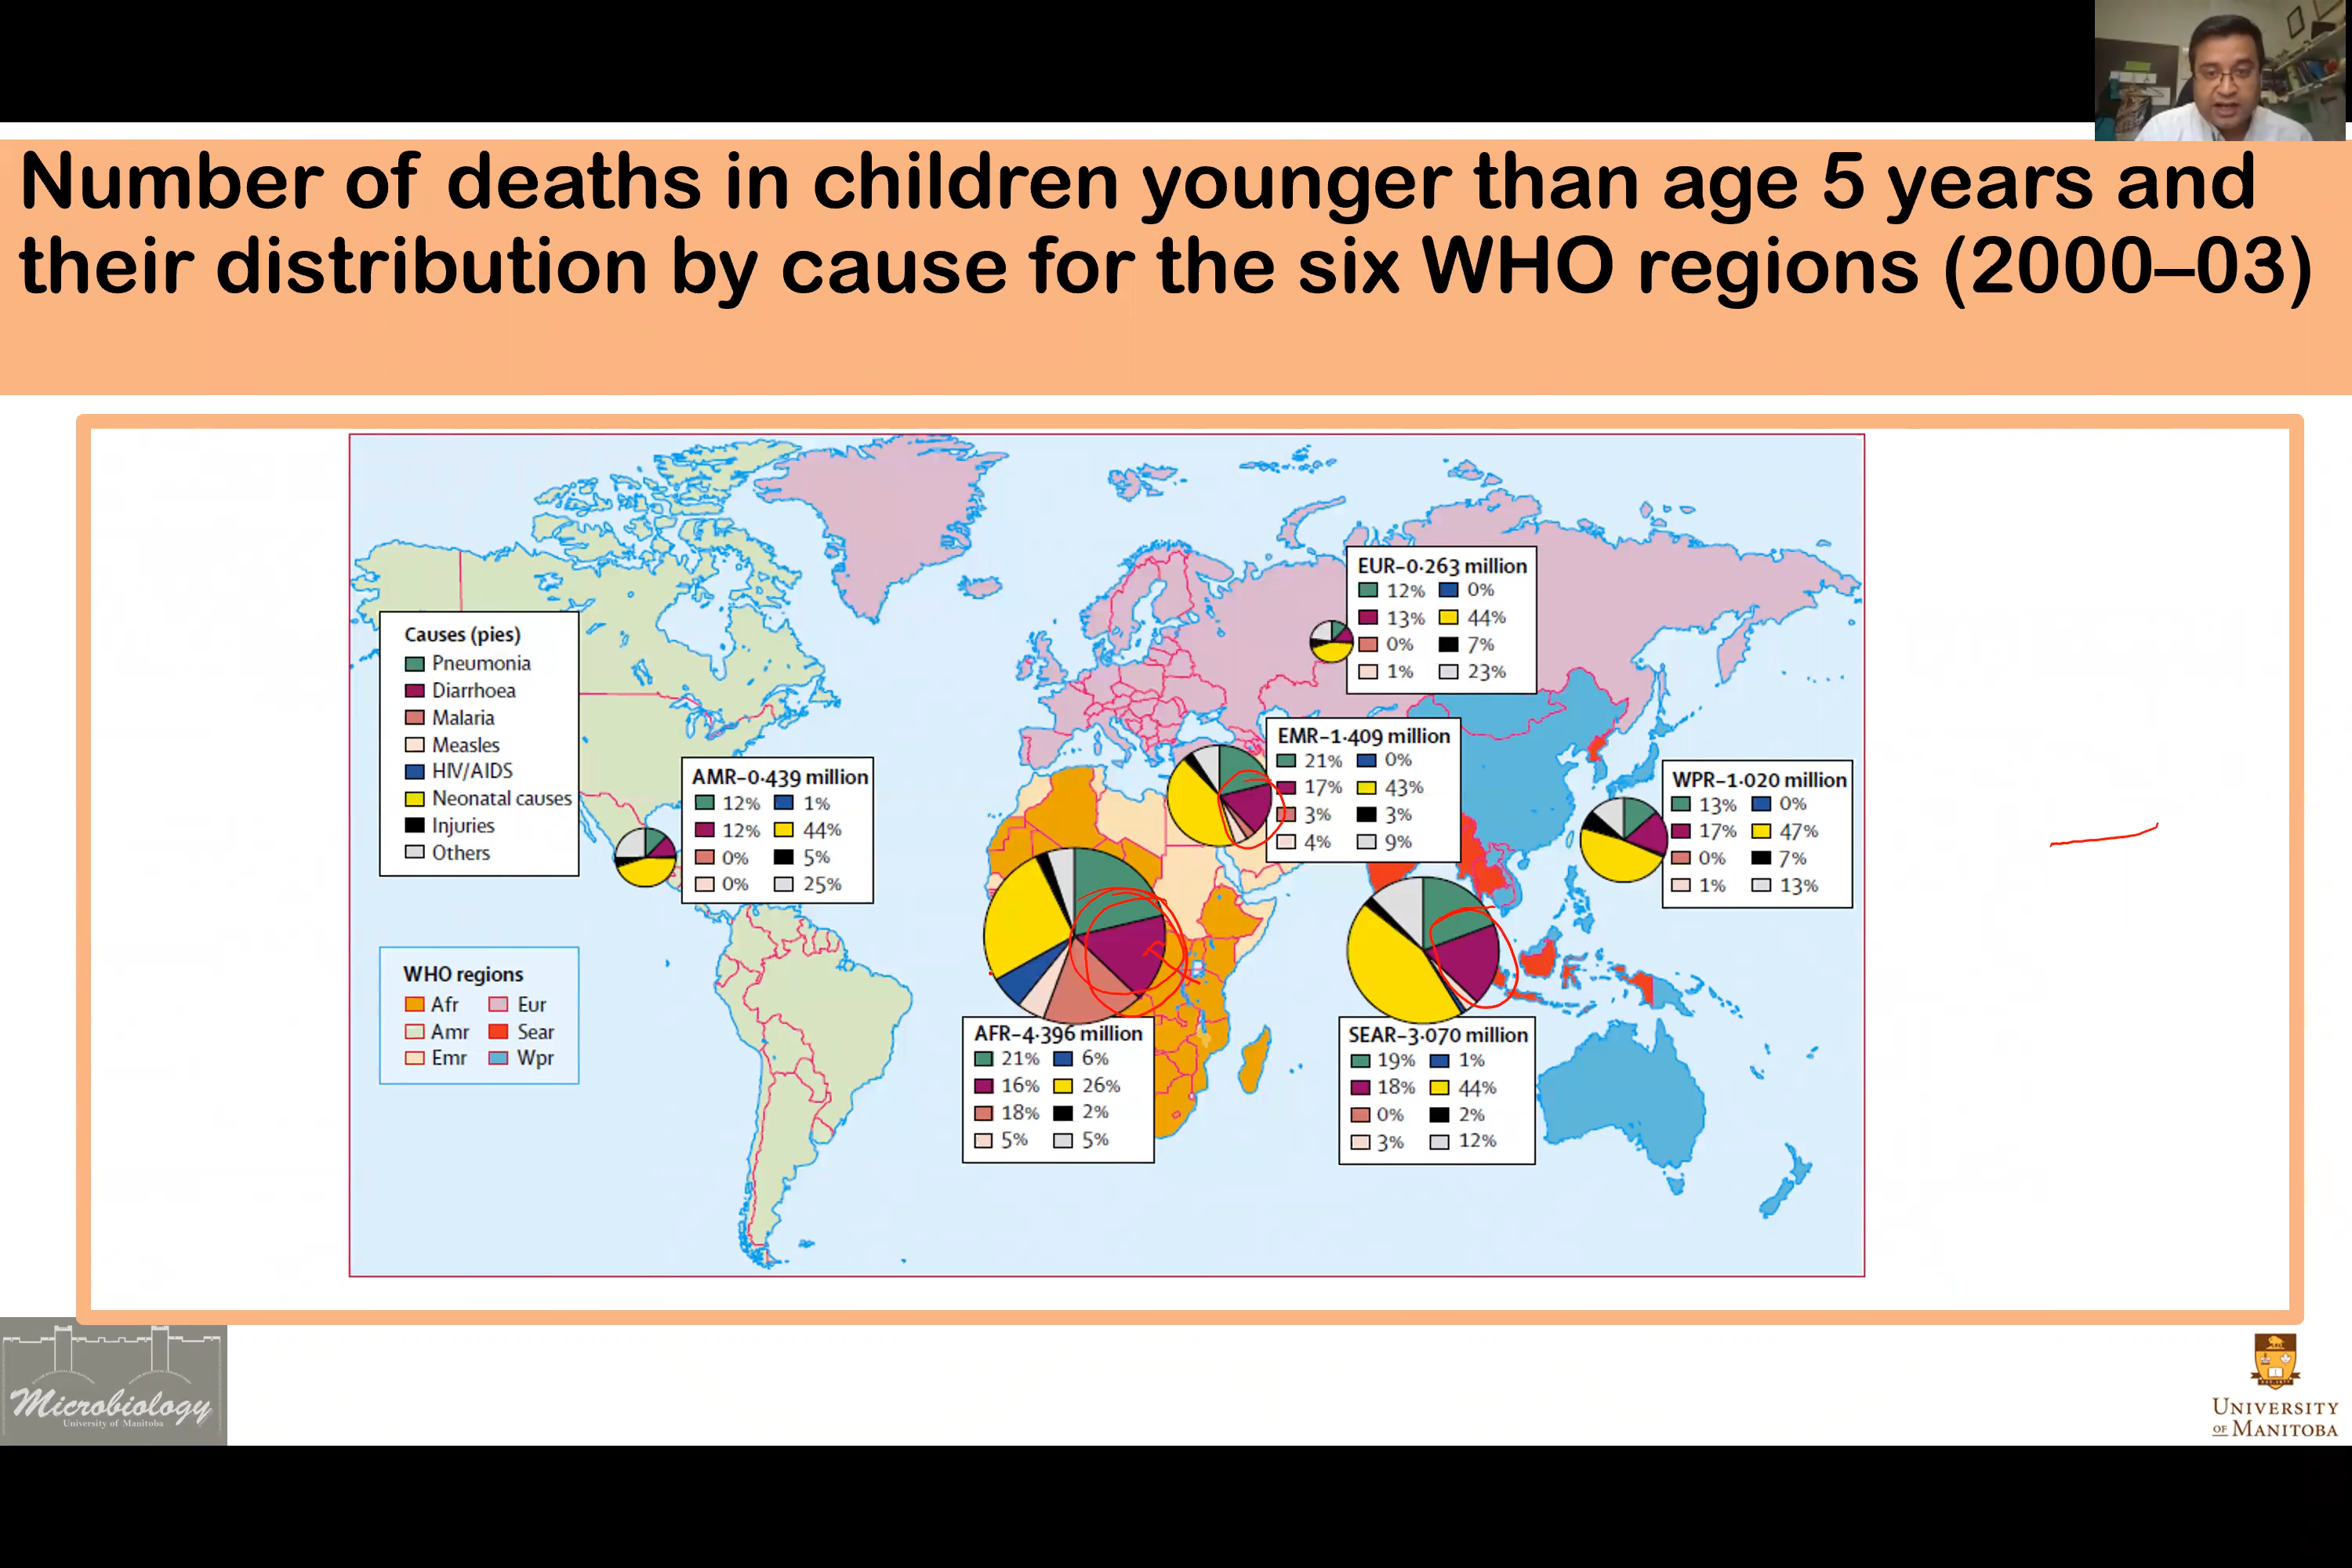 Number of deaths in children younger than age 5 years and
their distribution by cause for the six WHO regions (2000–03)
Causes (pies)
Pneumonia
Diarrhoea
Malaria
Measles
HIV/AIDS
Neonatal causes
Injuries
Others
WHO regions
Afr Eur
Amr Sear
Emr Wpr
AMR–0·439 million
12% 1%
12% 44%
0% 5%
0% 25%
EUR–0·263 million
12% 0%
13% 44%
0% 7%
1% 23%
EMR–1·409 million
21% 0%
17% 43%
3% 3%
4% 9%
WPR–1·020 million
13% 0%
17% 47%
0% 7%
1% 13%
AFR–4·396 million
21% 6%
16% 26%
18% 2%
5% 5%
SEAR–3·070 million
19% 1%
18% 44%
0% 2%
3% 12%
Microbiology
University of Manitoba
UNIVERSITY
OF MANITOBA